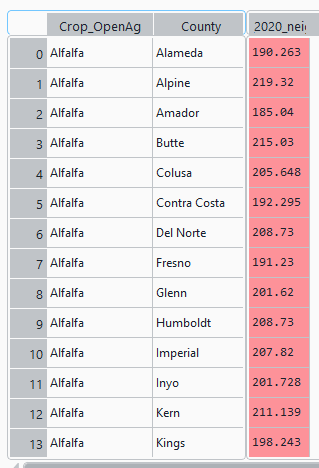 Crop_OpenAg County 2020_nei
0 Alfalfa Alameda 190.263
1 Alfalfa Alpine 219.32
2 Alfalfa Amador 185.04
3 Alfalfa Butte 215.03
4 Alfalfa Colusa 205.648
5 Alfalfa Contra Costa 192.295
6 Alfalfa Del Norte 208.73
7 Alfalfa Fresno 191.23
8 Alfalfa Glenn 201.62
9 Alfalfa Humboldt 208.73
10 Alfalfa Imperial 207.82
11 Alfalfa Inyo 201.728
12 Alfalfa Kern 211.139
13 Alfalfa Kings 198.243